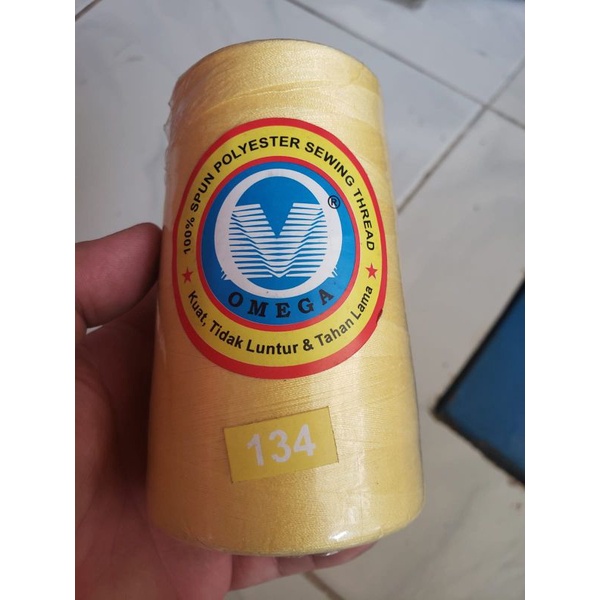 100% SPUN POLYESTER SEWING THREAD
®
OMEGA
Kuat, Tidak Luntur & Tahan Lama
134